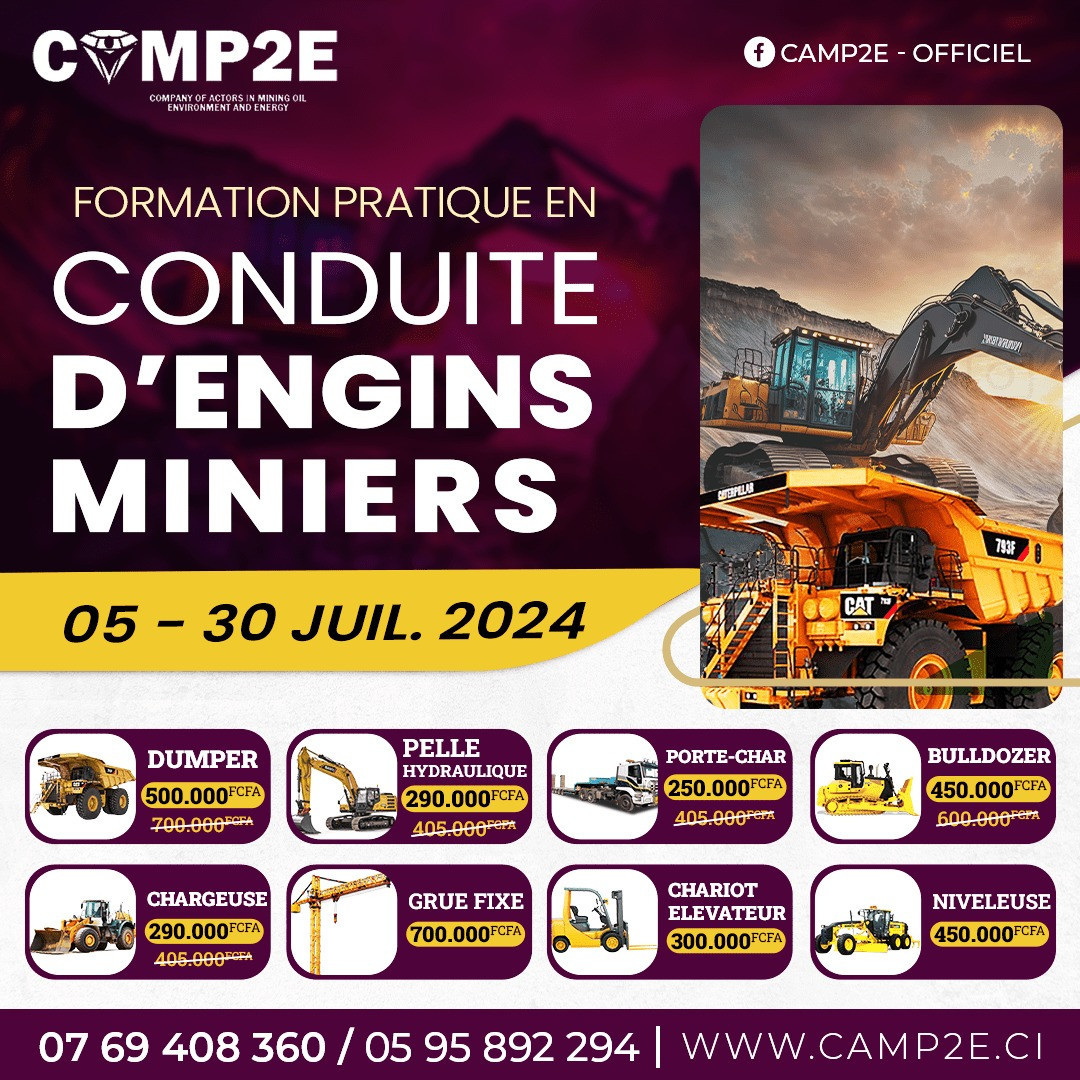 CAMP2E
COMPANY OF ACTORS IN MINING OIL
ENVIRONMENT AND ENERGY
CAMP2E - OFFICIEL
FORMATION PRATIQUE EN
CONDUITE
D'ENGINS
MINIERS
05 - 30 JUIL. 2024
CATERPILLAR
793F
CAT
DUMPER
500.000FCFA
700.000FCFA
PELLE
HYDRAULIQUE
290.000FCFA
405.000FCFA
PORTE-CHAR
250.000FCFA
405.000FCFA
BULLDOZER
450.000FCFA
600.000FCFA
CHARGEUSE
290.000FCFA
405.000FCFA
GRUE FIXE
700.000FCFA
CHARIOT
ELEVATEUR
300.000FCFA
NIVELEUSE
450.000FCFA
07 69 408 360 / 05 95 892 294 | WWW.CAMP2E.CI